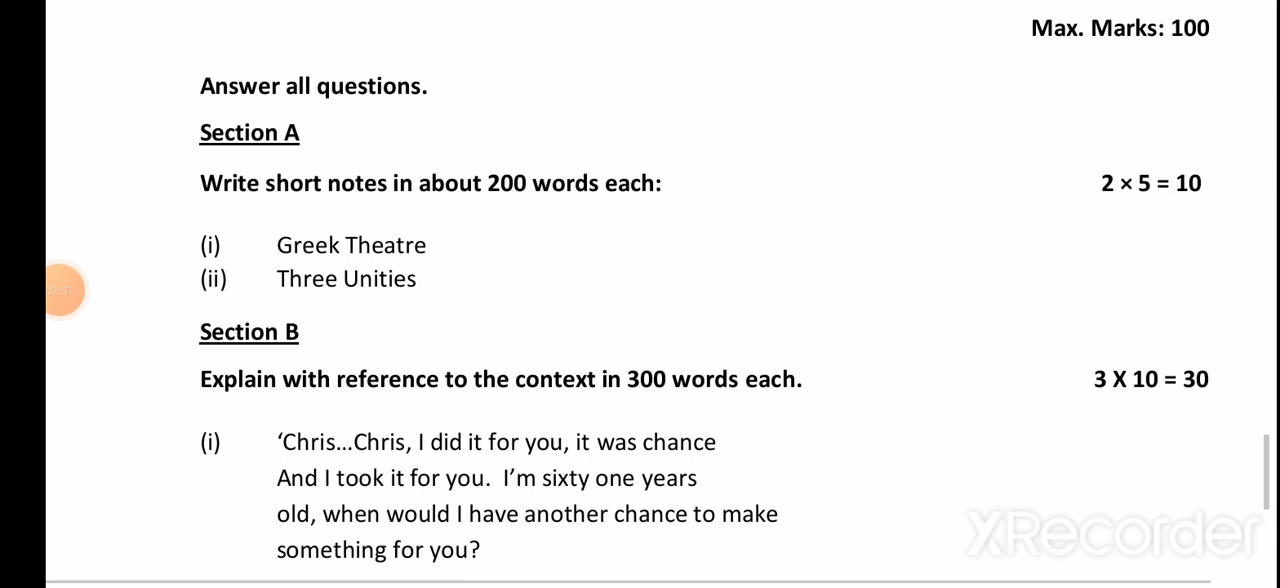 Max. Marks: 100
Answer all questions.
Section A
Write short notes in about 200 words each: 2 × 5 = 10
(i) Greek Theatre
(ii) Three Unities
Section B
Explain with reference to the context in 300 words each. 3 X 10 = 30
(i) ‘Chris...Chris, I did it for you, it was chance
And I took it for you. I’m sixty one years
old, when would I have another chance to make
something for you?
XRecorder